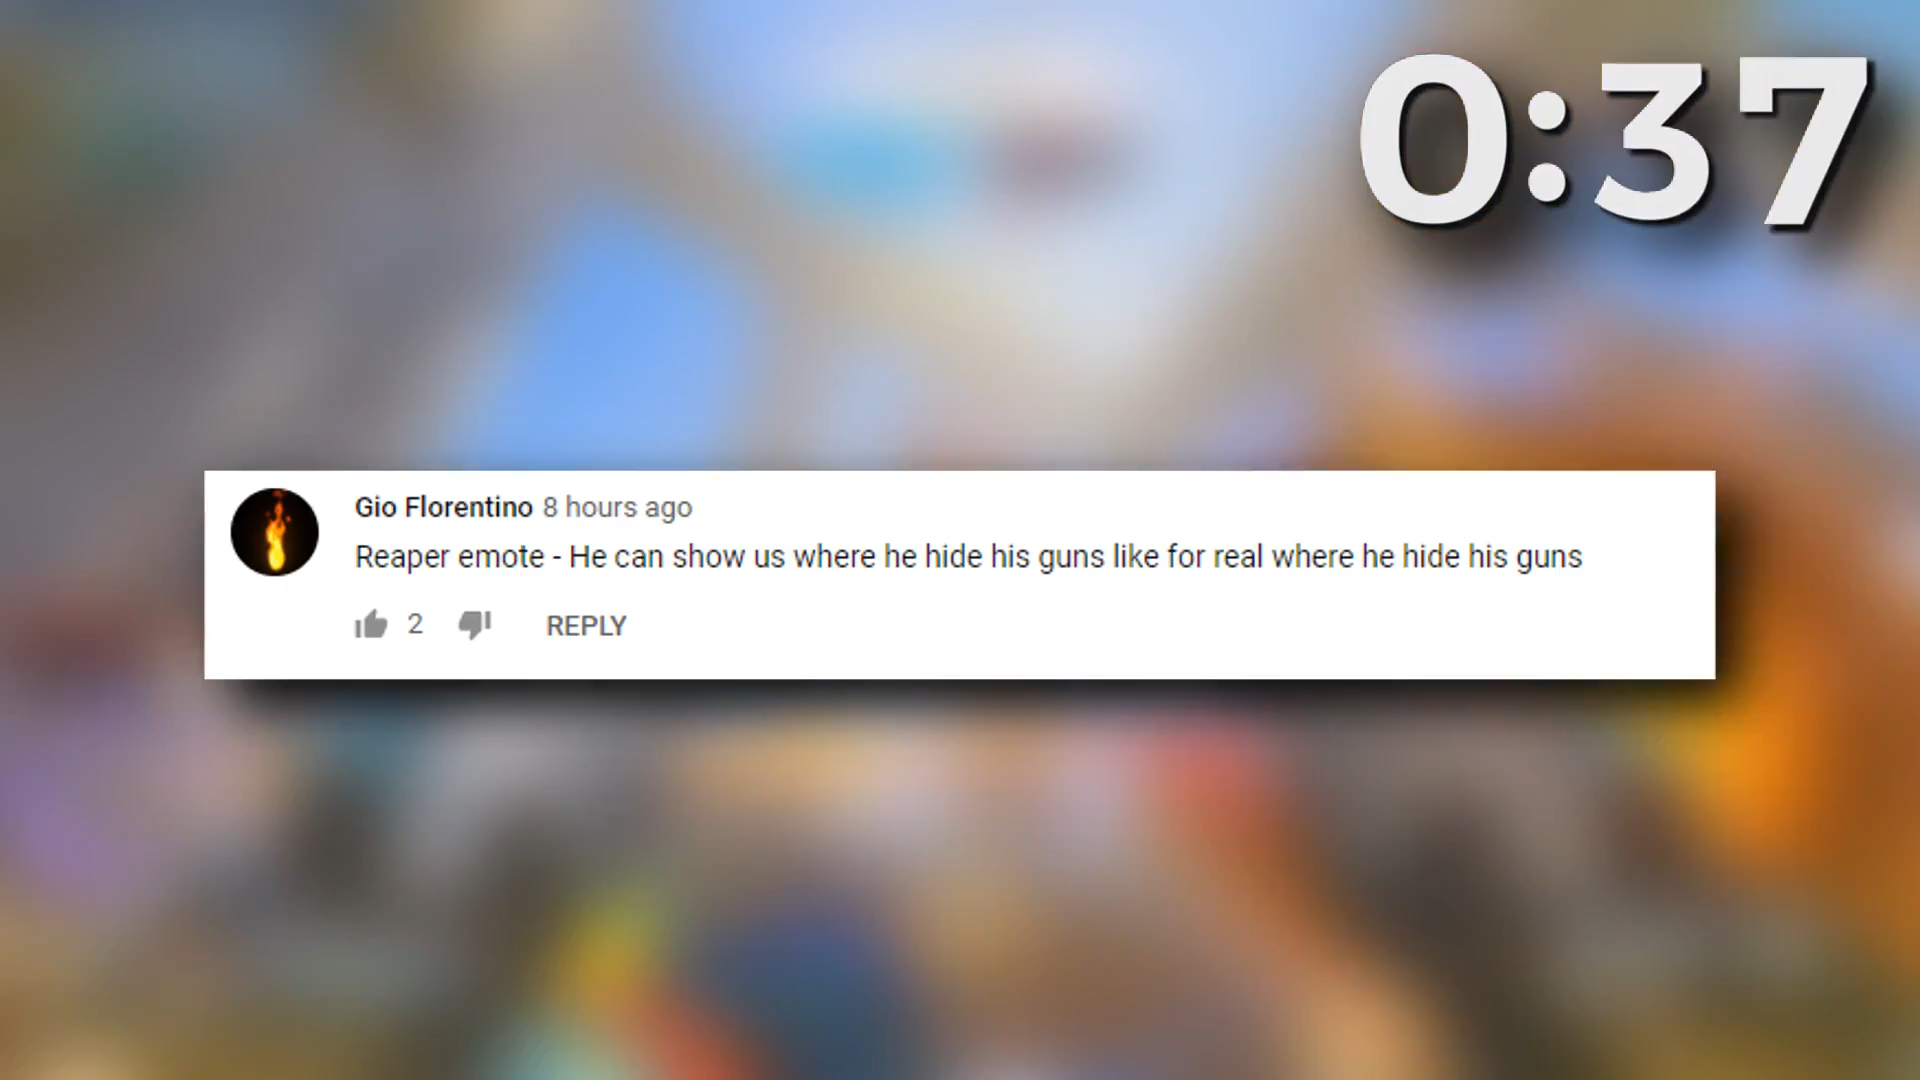 0:37
Gio Florentino 8 hours ago
Reaper emote - He can show us where he hide his guns like for real where he hide his guns
2 REPLY